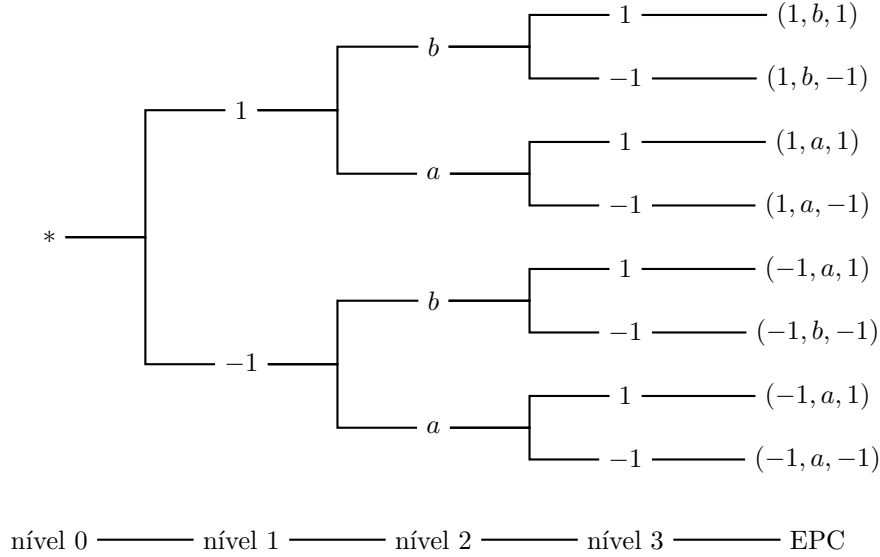 1 (1, b, 1)
b
−1 (1, b, −1)
1
1 (1, a, 1)
a
−1 (1, a, −1)
*
1 (−1, a, 1)
b
−1 (−1, b, −1)
−1
1 (−1, a, 1)
a
−1 (−1, a, −1)
nível 0 nível 1 nível 2 nível 3 EPC